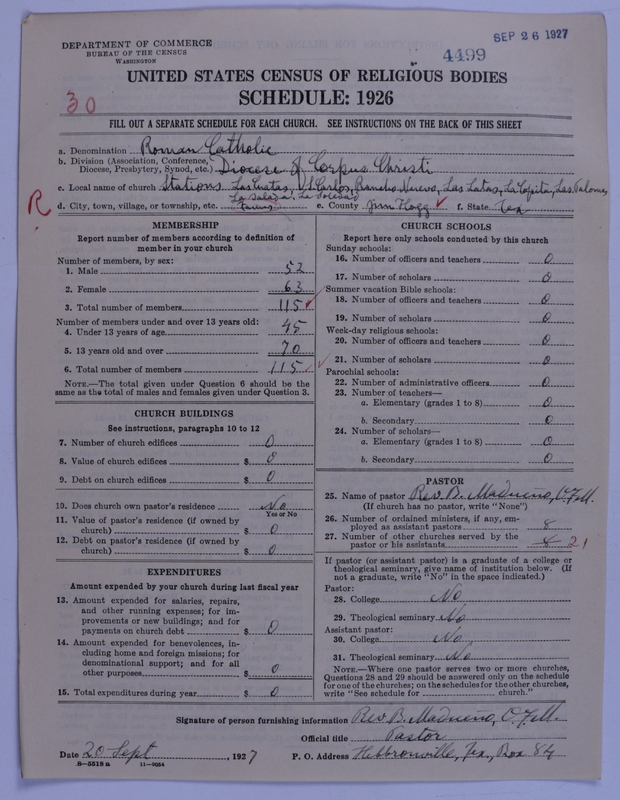 DEPARTMENT OF COMMERCE
BUREAU OF THE CENSUS
WASHINGTON
SEP 26 1927
4499
UNITED STATES CENSUS OF RELIGIOUS BODIES
SCHEDULE: 1926
30
FILL OUT A SEPARATE SCHEDULE FOR EACH CHURCH. SEE INSTRUCTIONS ON THE BACK OF THIS SHEET
a. Denomination Roman Catholic
b. Division (Association, Conference, Diocese, Presbytery, Synod, etc.) Diocese of Corpus Christi
c. Local name of church Stations Rancho Nuevo, Las Latas, La Copita, Las Palomas
La Soledad
R
d. City, town, village, or township, etc. e. County Jim Hogg f. State Tex
MEMBERSHIP
Report number of members according to definition of
member in your church
Number of members, by sex:
1. Male 52
2. Female 63
3. Total number of members 115
Number of members under and over 13 years old:
4. Under 13 years of age 45
5. 13 years old and over 70
6. Total number of members 115
NOTE.—The total given under Question 6 should be
same as the total of males and females given under Question 3.
CHURCH BUILDINGS
See instructions, paragraphs 10 to 12
7. Number of church edifices 0
8. Value of church edifices $ 0
9. Debt on church edifices $ 0
10. Does church own pastor's residence No
Yes or No
11. Value of pastor's residence (if owned by
church) $ 0
12. Debt on pastor's residence (if owned by
church) $ 0
EXPENDITURES
Amount expended by your church during last fiscal year
13. Amount expended for salaries, repairs,
and other running expenses; for im-
provements or new buildings; and for
payments on church debt $ 0
14. Amount expended for benevolences, in-
cluding home and foreign missions; for
denominational support; and for all
other purposes $ 0
15. Total expenditures during year $ 0
CHURCH SCHOOLS
Report here only schools conducted by this church
Sunday schools:
16. Number of officers and teachers 0
17. Number of scholars 0
Summer vacation Bible schools:
18. Number of officers and teachers 0
19. Number of scholars 0
Week-day religious schools:
20. Number of officers and teachers 0
21. Number of scholars 0
Parochial schools:
22. Number of administrative officers 0
23. Number of teachers—
a. Elementary (grades 1 to 8) 0
b. Secondary 0
24. Number of scholars—
a. Elementary (grades 1 to 8) 0
b. Secondary 0
PASTOR
25. Name of pastor Rev. B. Madueño, O.F.M.
(If church has no pastor, write "None")
26. Number of ordained ministers, if any, em-
ployed as assistant pastors 8
27. Number of other churches served by the
pastor or his assistants 21
If pastor (or assistant pastor) is a graduate of a college or
theological seminary, give name of institution below. (If
not a graduate, write "No" in the space indicated.)
Pastor:
28. College No
29. Theological seminary No
Assistant pastor:
30. College No
31. Theological seminary No
NOTE.—Where one pastor serves two or more churches,
Questions 28 and 29 should be answered only on the schedule
for one of the churches; on the schedules for the other churches,
write "See schedule for church."
Signature of person furnishing information Rev. B. Madueño, O.F.M.
Official title Pastor
Date 20 Sept, 1927 P. O. Address Hebbronville, Tex, Box 84
8—5518 a 11—9054